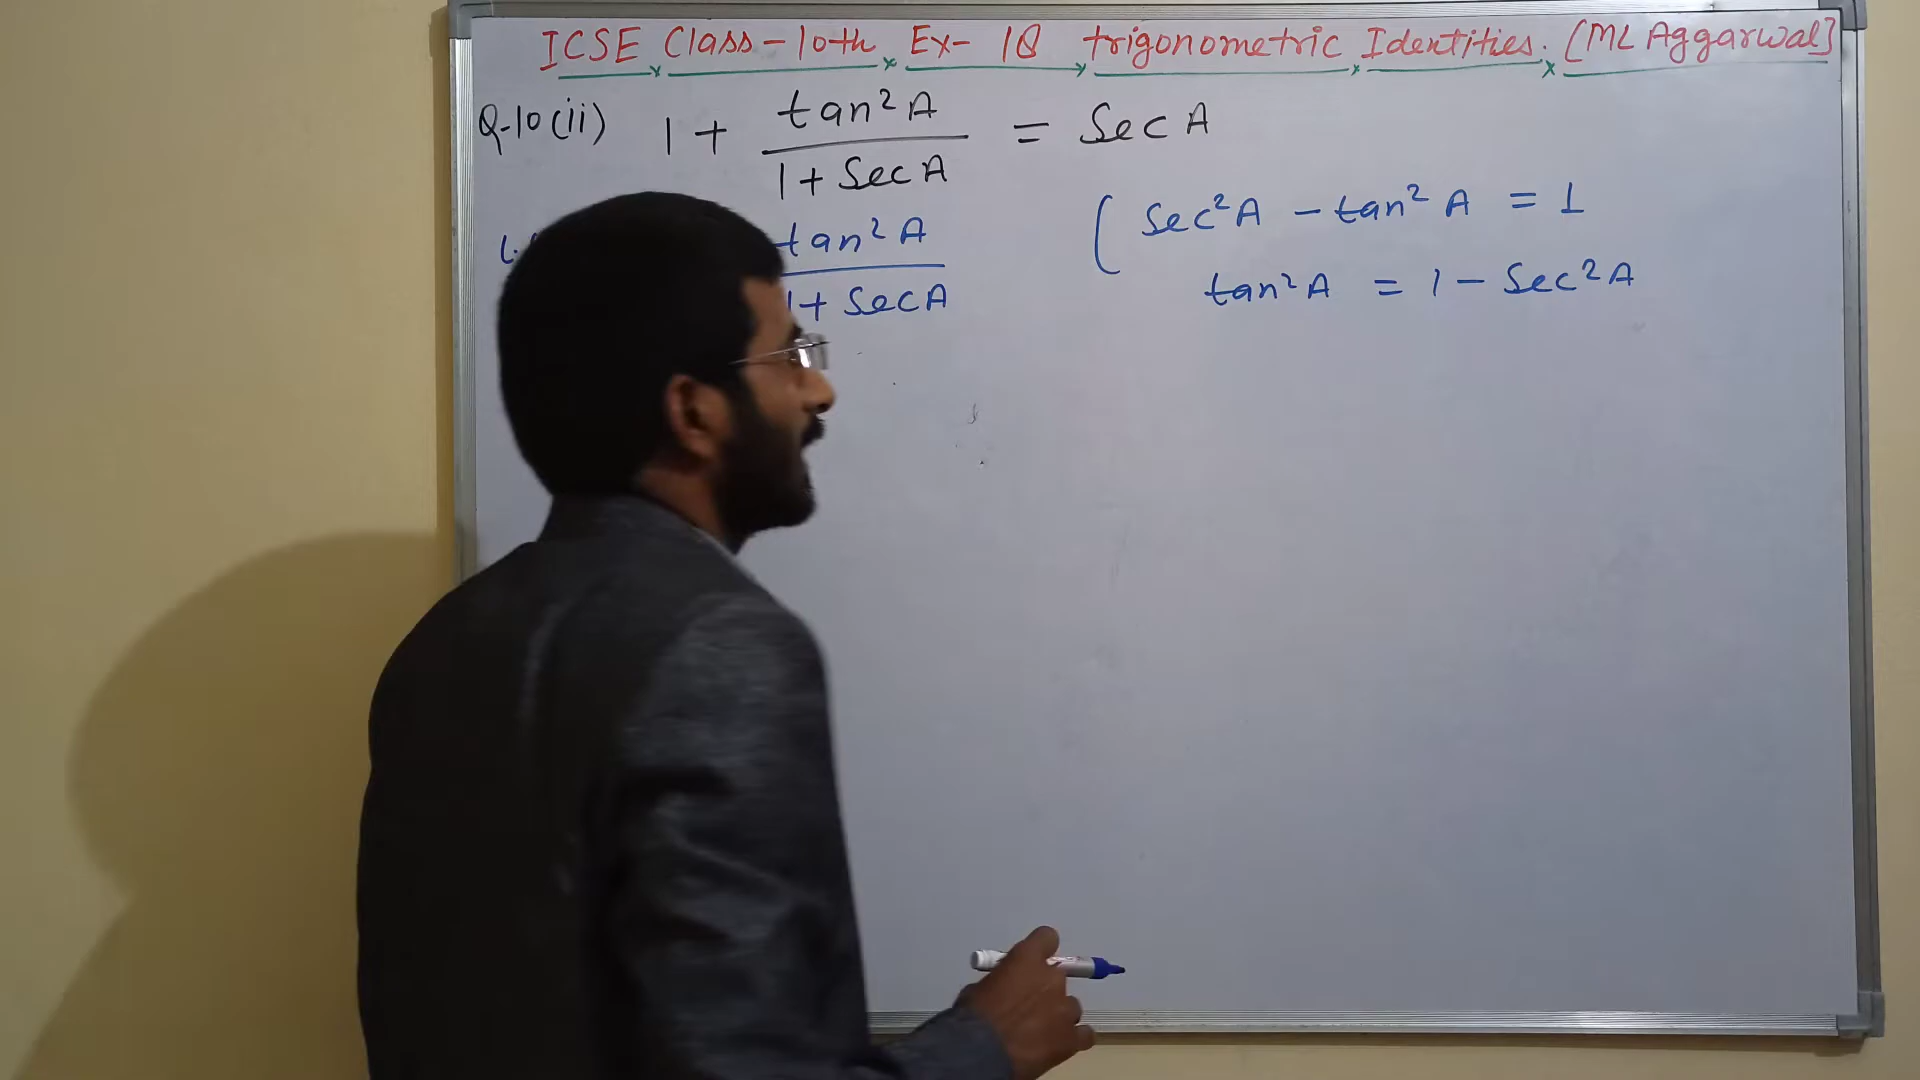 ICSE Class-10th Ex- 18 trigonometric Identities. [ML Aggarwal]
Q-10(ii) 1 + tan²A / 1 + Sec A = Sec A
tan²A / 1 + Sec A
( Sec²A - tan²A = 1
tan²A = 1 - Sec²A